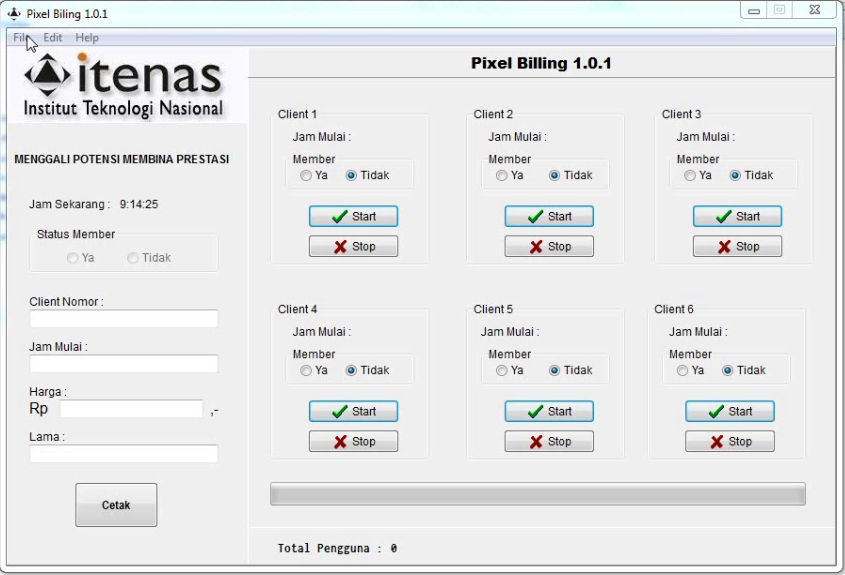 Pixel Biling 1.0.1
File Edit Help
itenas
Institut Teknologi Nasional
MENGGALI POTENSI MEMBINA PRESTASI
Jam Sekarang : 9:14:25
Status Member
Ya Tidak
Client Nomor :
Jam Mulai :
Harga :
Rp ,-
Lama :
Cetak
Pixel Billing 1.0.1
Client 1
Jam Mulai :
Member
Ya Tidak
Start
Stop
Client 2
Jam Mulai :
Member
Ya Tidak
Start
Stop
Client 3
Jam Mulai :
Member
Ya Tidak
Start
Stop
Client 4
Jam Mulai :
Member
Ya Tidak
Start
Stop
Client 5
Jam Mulai :
Member
Ya Tidak
Start
Stop
Client 6
Jam Mulai :
Member
Ya Tidak
Start
Stop
Total Pengguna : 0